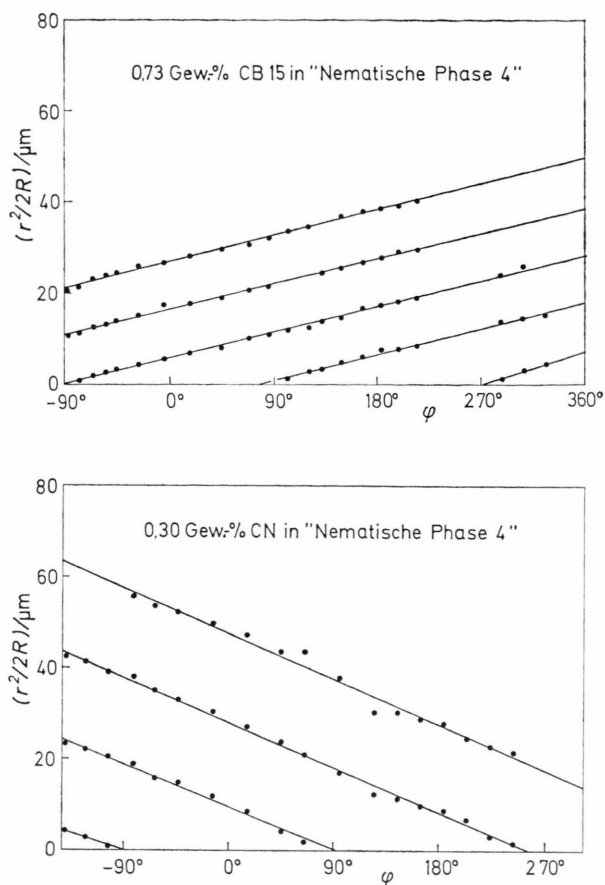 80
0,73 Gew.-% CB 15 in "Nematische Phase 4"
60
(r²/2R)/µm
40
20
0
-90° 0° 90° 180° 270° 360°
φ
80
0,30 Gew.-% CN in "Nematische Phase 4"
60
(r²/2R)/µm
40
20
0
-90° 0° 90° 180° 270°
φ